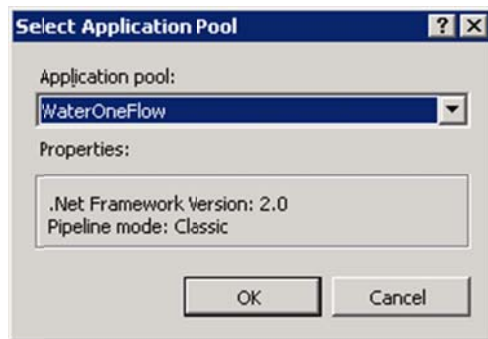 Select Application Pool
Application pool:
WaterOneFlow
Properties:
.Net Framework Version: 2.0
Pipeline mode: Classic
OK Cancel